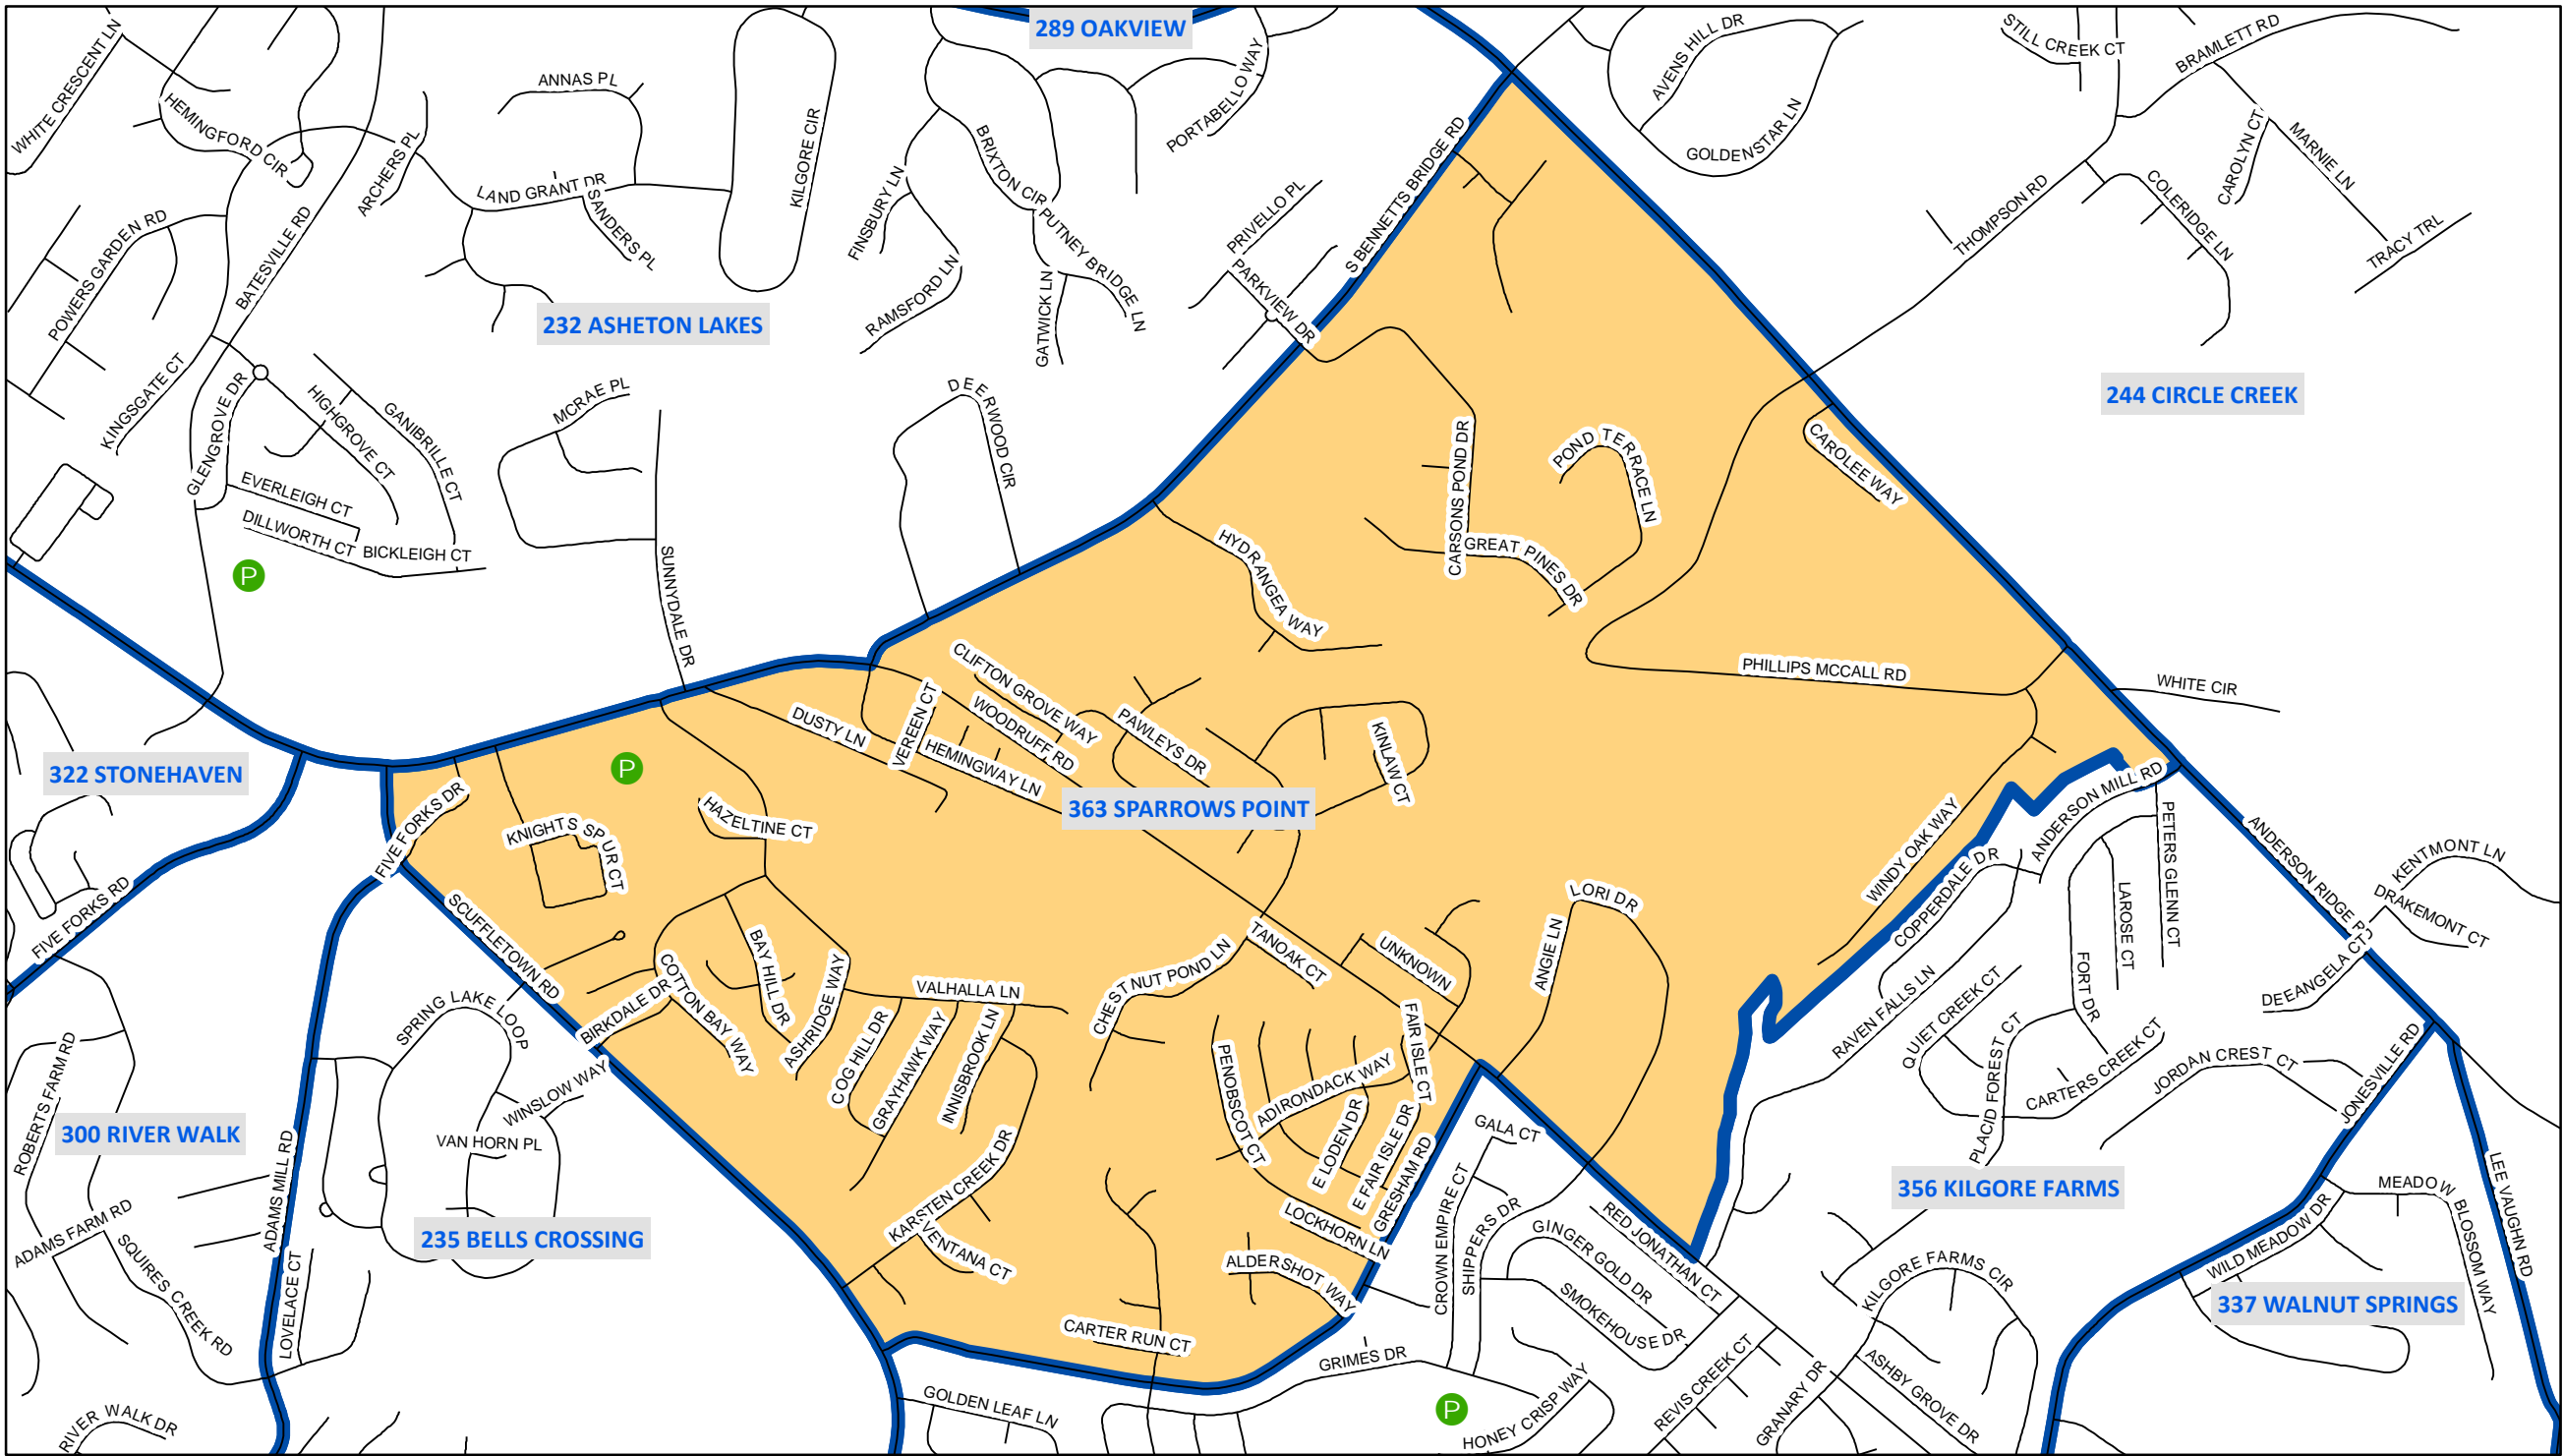 289 OAKVIEW
AVENS HILL DR
STILL CREEK CT
BRAMLETT RD
WHITE CRESCENT LN
ANNAS PL
PORTABELLO WAY
HEMINGFORD CIR
ARCHERS PL
LAND GRANT DR
SANDERS PL
KILGORE CIR
BRIXTON CIR
FINSBURY LN
GOLDENSTAR LN
CAROLYN CT
MARNIE LN
S BENNETTS BRIDGE RD
PRIVELLO PL
PUTNEY BRIDGE LN
POWERS GARDEN RD
BATESVILLE RD
RAMSFORD LN
GATWICK LN
PARKVIEW DR
THOMPSON RD
COLERIDGE LN
TRACY TRL
232 ASHETON LAKES
244 CIRCLE CREEK
KINGSGATE CT
GLENGROVE DR
HIGHGROVE CT
GANIBRILLE CT
MCRAE PL
DEERWOOD CIR
EVERLEIGH CT
DILLWORTH CT
BICKLEIGH CT
CARSONS POND DR
POND TERRACE LN
CAROLEE WAY
P
SUNNYDALE DR
HYDRANGEA WAY
GREAT PINES DR
CLIFTON GROVE WAY
PHILLIPS MCCALL RD
WHITE CIR
DUSTY LN
VEREEN CT
WOODRUFF RD
PAWLEYS DR
KINLAW CT
HEMINGWAY LN
322 STONEHAVEN
P
363 SPARROWS POINT
ANDERSON MILL RD
FIVE FORKS DR
KNIGHTS SPUR CT
HAZELTINE CT
WINDY OAK WAY
COPPERDALE DR
PETERS GLENN CT
ANDERSON RIDGE RD
KENTMONT LN
DRAKEMONT CT
LAROSE CT
FIVE FORKS RD
SCUFFLETOWN RD
LORI DR
ANGIE LN
BAY HILL DR
COTTON BAY WAY
ASHRIDGE WAY
VALHALLA LN
CHESTNUT POND LN
TANOAK CT
UNKNOWN
FORT DR
DEEANGELA CT
RAVEN FALLS LN
QUIET CREEK CT
SPRING LAKE LOOP
BIRKDALE DR
COG HILL DR
GRAYHAWK WAY
INNISBROOK LN
PENOBSCOT CT
ADIRONDACK WAY
FAIR ISLE CT
PLACID FOREST CT
CARTERS CREEK CT
JORDAN CREST CT
JONESVILLE RD
ROBERTS FARM RD
WINSLOW WAY
300 RIVER WALK
VAN HORN PL
E LODEN DR
E FAIR ISLE DR
GRESHAM RD
GALA CT
356 KILGORE FARMS
MEADOW BLOSSOM WAY
LEE VAUGHN RD
ADAMS MILL RD
ADAMS FARM RD
SQUIRES CREEK RD
235 BELLS CROSSING
KARSTEN CREEK DR
VENTANA CT
LOCKHORN LN
CROWN EMPIRE CT
SHIPPERS DR
GINGER GOLD DR
RED JONATHAN CT
WILD MEADOW DR
ALDERSHOT WAY
KILGORE FARMS CIR
337 WALNUT SPRINGS
LOVELACE CT
CARTER RUN CT
SMOKEHOUSE DR
GRIMES DR
REVIS CREEK CT
GRANARY DR
ASHBY GROVE DR
RIVER WALK DR
GOLDEN LEAF LN
P
HONEY CRISP WAY